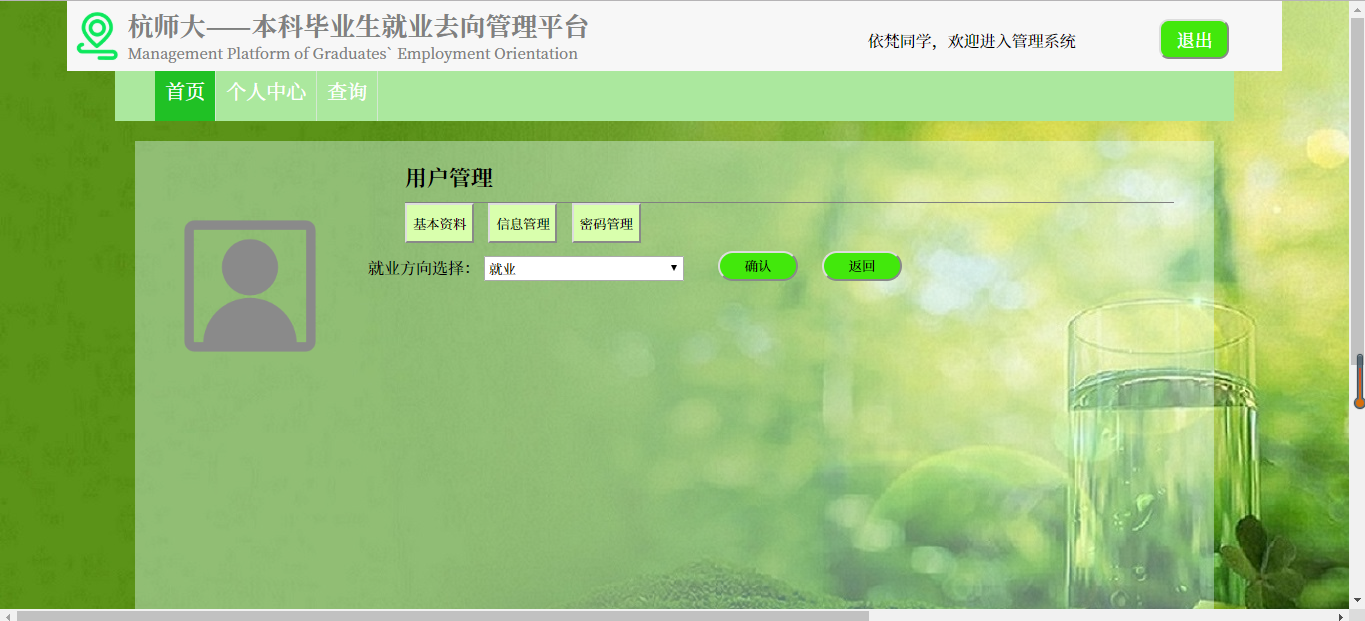 杭师大——本科毕业生就业去向管理平台
Management Platform of Graduates` Employment Orientation
依梵同学，欢迎进入管理系统
退出
首页 个人中心 查询
用户管理
基本资料 信息管理 密码管理
就业方向选择： 就业 确认 返回